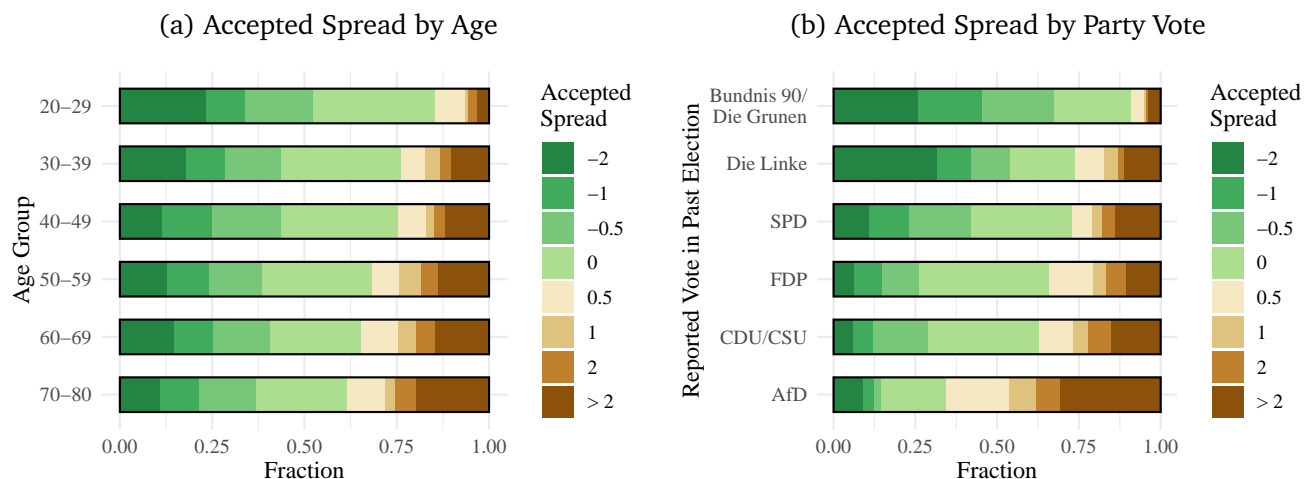 (a) Accepted Spread by Age
Age Group
20–29
30–39
40–49
50–59
60–69
70–80
0.00
0.25
0.50
0.75
1.00
Fraction
Accepted
Spread
−2
−1
−0.5
0
0.5
1
2
> 2
(b) Accepted Spread by Party Vote
Reported Vote in Past Election
Bundnis 90/
Die Grunen
Die Linke
SPD
FDP
CDU/CSU
AfD
0.00
0.25
0.50
0.75
1.00
Fraction
Accepted
Spread
−2
−1
−0.5
0
0.5
1
2
> 2